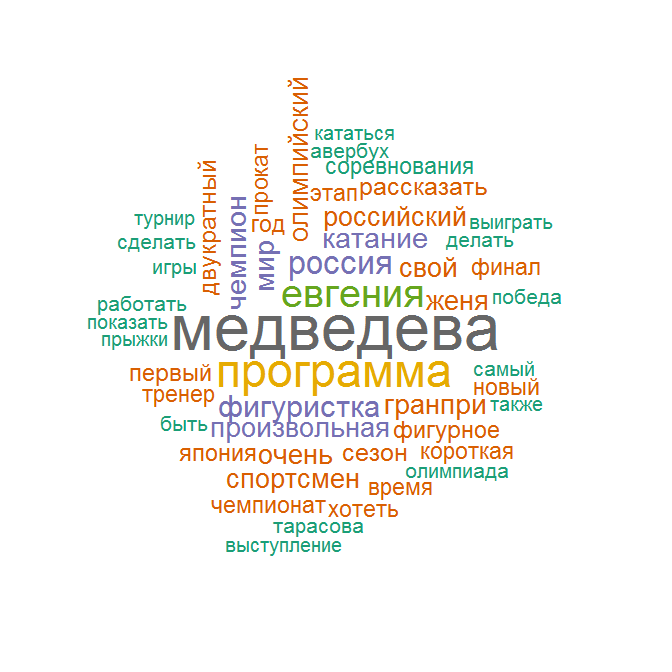 кататься
авербух
соревнования
олимпийский
прокат
этап
рассказать
двукратный
чемпион
турнир
год
российский
выиграть
сделать
мир
катание
делать
игры
россия
свой
финал
работать
евгения
женя
победа
показать
медведева
прыжки
первый
программа
самый
тренер
новый
фигуристка
гранпри
также
быть
произвольная
фигурное
япония
очень
сезон
короткая
спортсмен
олимпиада
время
чемпионат
хотеть
тарасова
выступление